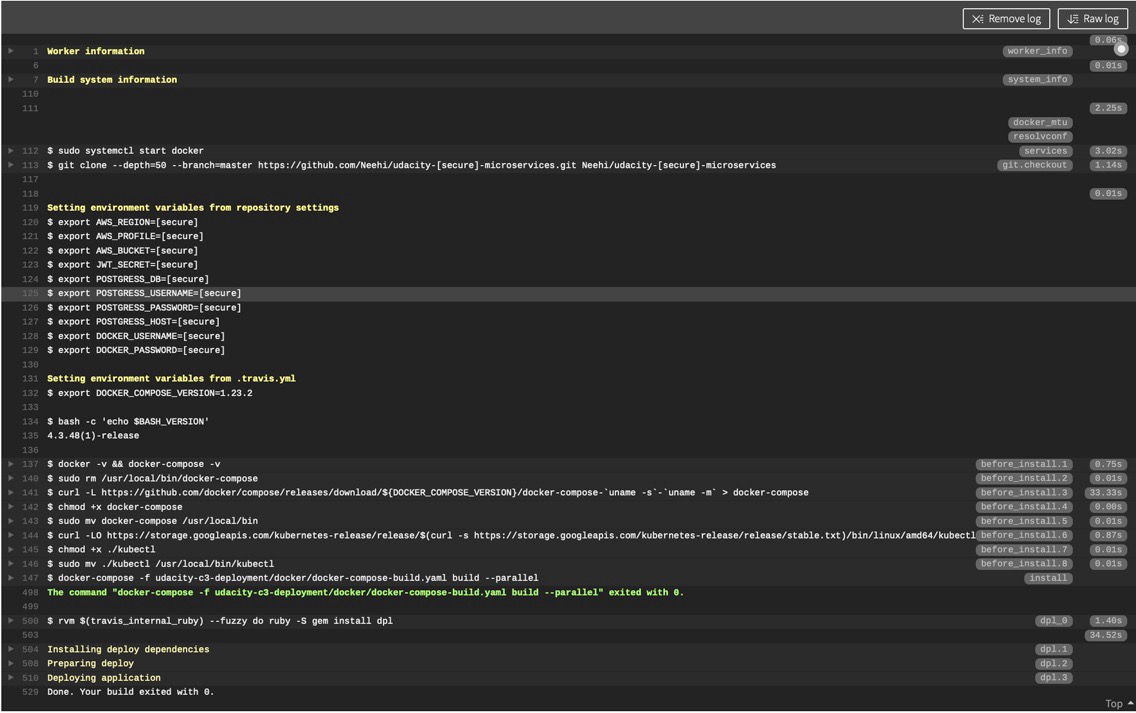 Remove log Raw log
0.06s
1 Worker information worker_info
6 0.01s
7 Build system information system_info
110
111 2.25s
docker_mtu
resolvconf
112 $ sudo systemctl start docker services 3.02s
113 $ git clone --depth=50 --branch=master https://github.com/Neehi/udacity-[secure]-microservices.git Neehi/udacity-[secure]-microservices git.checkout 1.14s
117
118 0.01s
119 Setting environment variables from repository settings
120 $ export AWS_REGION=[secure]
121 $ export AWS_PROFILE=[secure]
122 $ export AWS_BUCKET=[secure]
123 $ export JWT_SECRET=[secure]
124 $ export POSTGRESS_DB=[secure]
125 $ export POSTGRESS_USERNAME=[secure]
126 $ export POSTGRESS_PASSWORD=[secure]
127 $ export POSTGRESS_HOST=[secure]
128 $ export DOCKER_USERNAME=[secure]
129 $ export DOCKER_PASSWORD=[secure]
130
131 Setting environment variables from .travis.yml
132 $ export DOCKER_COMPOSE_VERSION=1.23.2
133
134 $ bash -c 'echo $BASH_VERSION'
135 4.3.48(1)-release
136
137 $ docker -v && docker-compose -v before_install.1 0.75s
140 $ sudo rm /usr/local/bin/docker-compose before_install.2 0.01s
141 $ curl -L https://github.com/docker/compose/releases/download/${DOCKER_COMPOSE_VERSION}/docker-compose-`uname -s`-`uname -m` > docker-compose before_install.3 33.33s
142 $ chmod +x docker-compose before_install.4 0.00s
143 $ sudo mv docker-compose /usr/local/bin before_install.5 0.01s
144 $ curl -LO https://storage.googleapis.com/kubernetes-release/release/$(curl -s https://storage.googleapis.com/kubernetes-release/release/stable.txt)/bin/linux/amd64/kubectl before_install.6 0.87s
145 $ chmod +x ./kubectl before_install.7 0.01s
146 $ sudo mv ./kubectl /usr/local/bin/kubectl before_install.8 0.01s
147 $ docker-compose -f udacity-c3-deployment/docker/docker-compose-build.yaml build --parallel install
498 The command "docker-compose -f udacity-c3-deployment/docker/docker-compose-build.yaml build --parallel" exited with 0.
499
500 $ rvm $(travis_internal_ruby) --fuzzy do ruby -S gem install dpl dpl_0 1.40s
503 34.52s
504 Installing deploy dependencies dpl.1
508 Preparing deploy dpl.2
510 Deploying application dpl.3
529 Done. Your build exited with 0.
Top